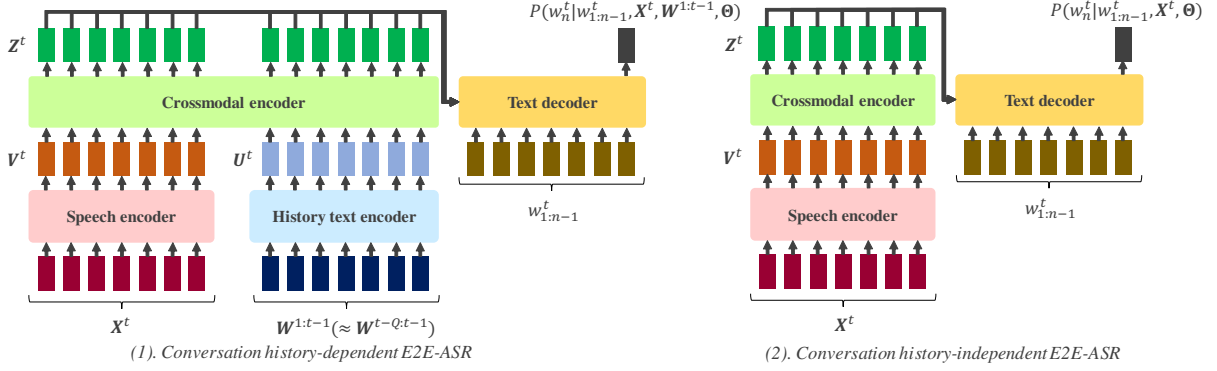 P(w_n^t|w_{1:n-1}^t, X^t, W^{1:t-1}, Θ)
Z^t
Crossmodal encoder
Text decoder
V^t
U^t
Speech encoder
History text encoder
w_{1:n-1}^t
X^t
W^{1:t-1}(≈ W^{t-Q:t-1})
(1). Conversation history-dependent E2E-ASR
P(w_n^t|w_{1:n-1}^t, X^t, Θ)
Z^t
Crossmodal encoder
Text decoder
V^t
Speech encoder
w_{1:n-1}^t
X^t
(2). Conversation history-independent E2E-ASR